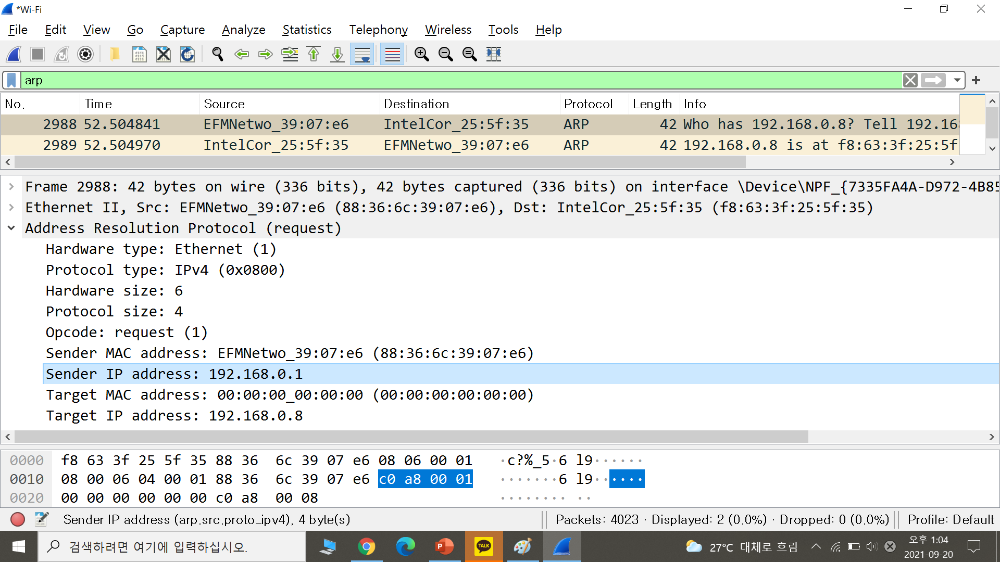 *Wi-Fi
File Edit View Go Capture Analyze Statistics Telephony Wireless Tools Help
arp
No. Time Source Destination Protocol Length Info
2988 52.504841 EFMNetwo_39:07:e6 IntelCor_25:5f:35 ARP 42 Who has 192.168.0.8? Tell 192.16
2989 52.504970 IntelCor_25:5f:35 EFMNetwo_39:07:e6 ARP 42 192.168.0.8 is at f8:63:3f:25:5f
Frame 2988: 42 bytes on wire (336 bits), 42 bytes captured (336 bits) on interface \Device\NPF_{7335FA4A-D972-4B85
Ethernet II, Src: EFMNetwo_39:07:e6 (88:36:6c:39:07:e6), Dst: IntelCor_25:5f:35 (f8:63:3f:25:5f:35)
Address Resolution Protocol (request)
Hardware type: Ethernet (1)
Protocol type: IPv4 (0x0800)
Hardware size: 6
Protocol size: 4
Opcode: request (1)
Sender MAC address: EFMNetwo_39:07:e6 (88:36:6c:39:07:e6)
Sender IP address: 192.168.0.1
Target MAC address: 00:00:00_00:00:00 (00:00:00:00:00:00)
Target IP address: 192.168.0.8
0000 f8 63 3f 25 5f 35 88 36 6c 39 07 e6 08 06 00 01 ·c?%_5·6 l9······
0010 08 00 06 04 00 01 88 36 6c 39 07 e6 c0 a8 00 01 ·······6 l9······
0020 00 00 00 00 00 00 c0 a8 00 08 ········ ··
Sender IP address (arp.src.proto_ipv4), 4 byte(s) Packets: 4023 · Displayed: 2 (0.0%) · Dropped: 0 (0.0%) Profile: Default
검색하려면 여기에 입력하십시오. TALK 27°C 대체로 흐림 오후 1:04
2021-09-20